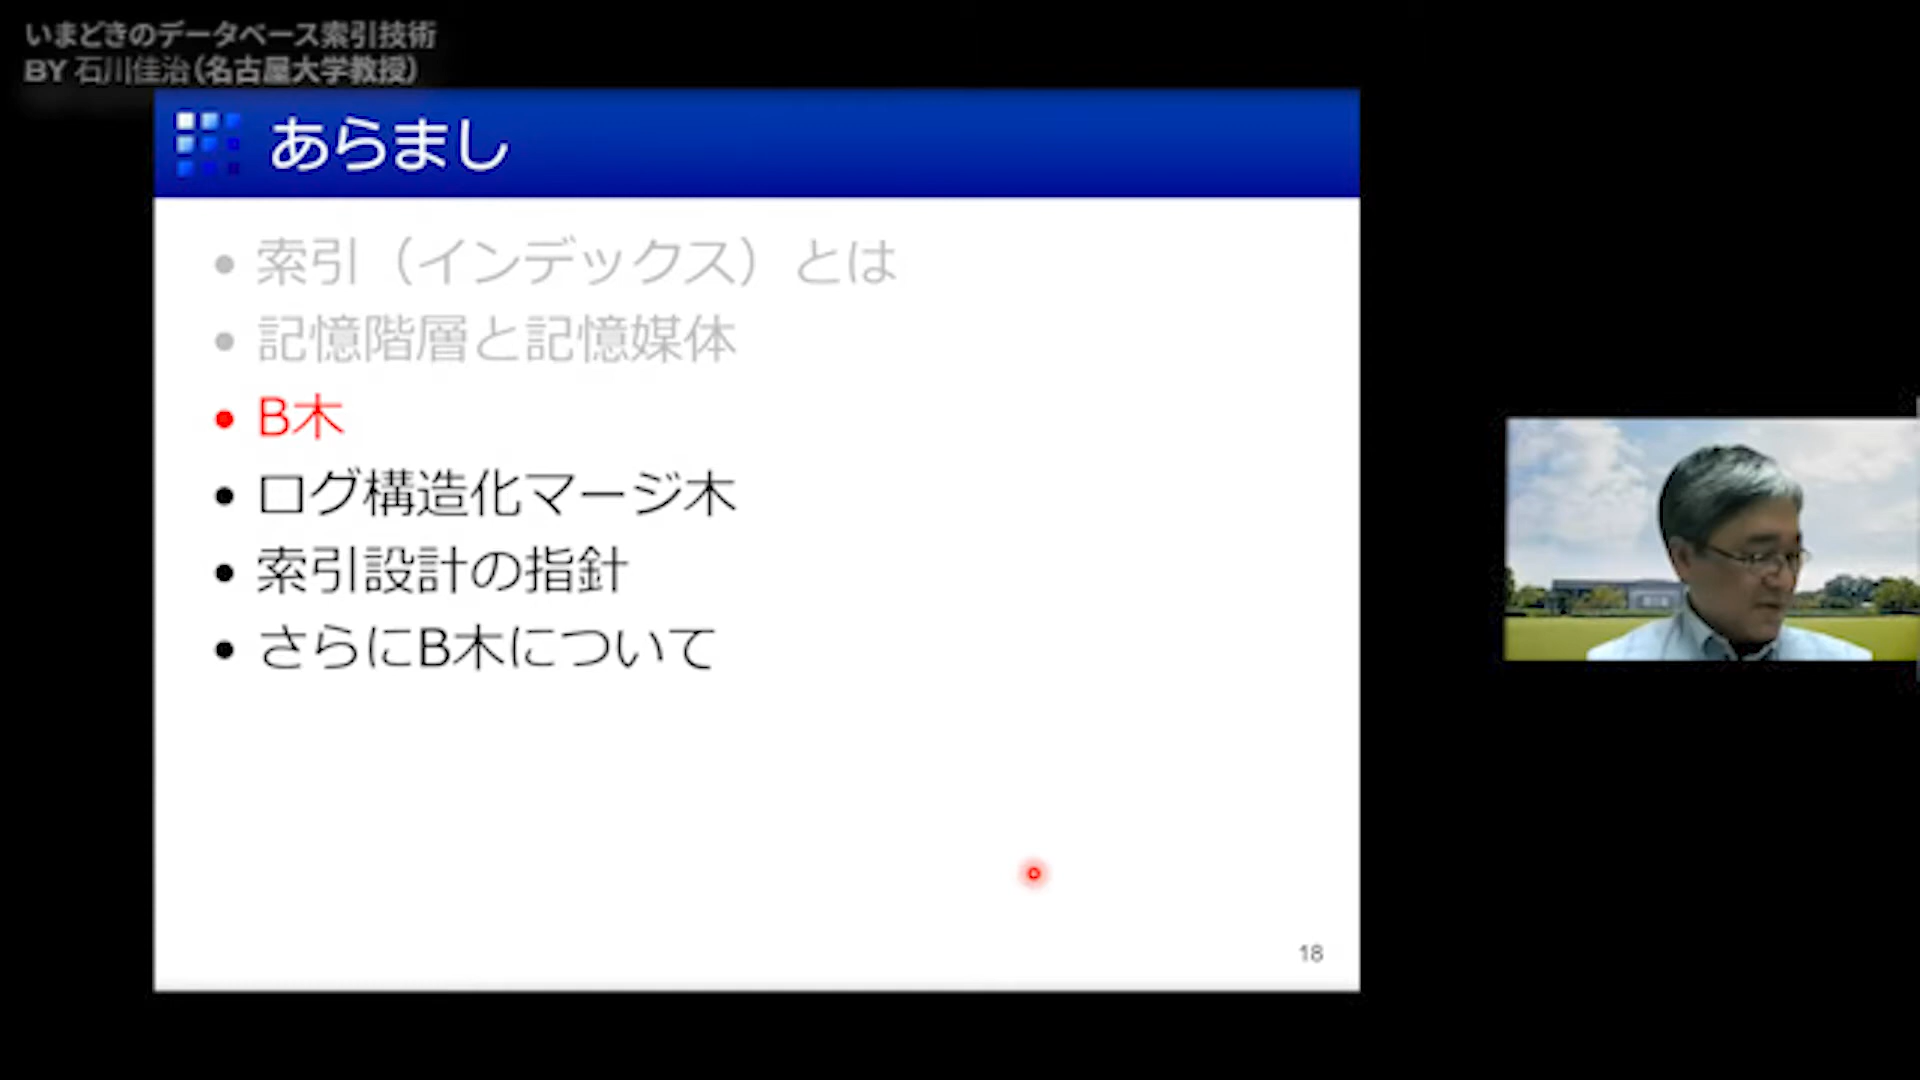 いまどきのデータベース索引技術
BY 石川佳治(名古屋大学教授)
あらまし
• 索引（インデックス）とは
• 記憶階層と記憶媒体
• B木
• ログ構造化マージ木
• 索引設計の指針
• さらにB木について
18